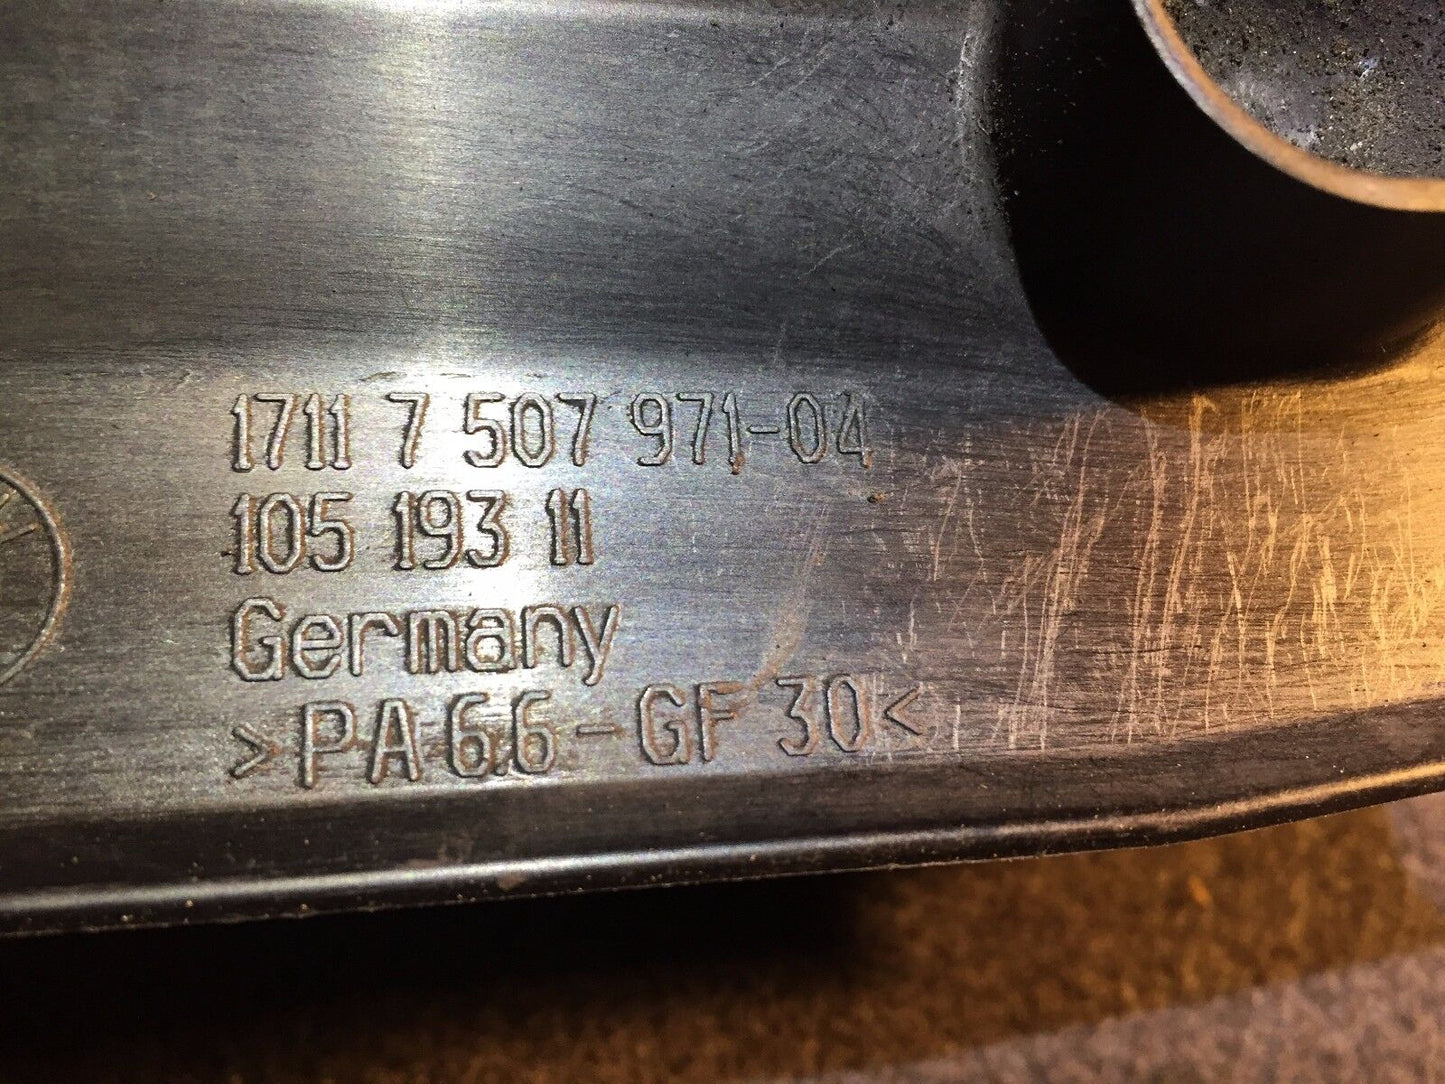 1711 7 507 971-04
105 193 11
Germany
>PA 6.6-GF 30<